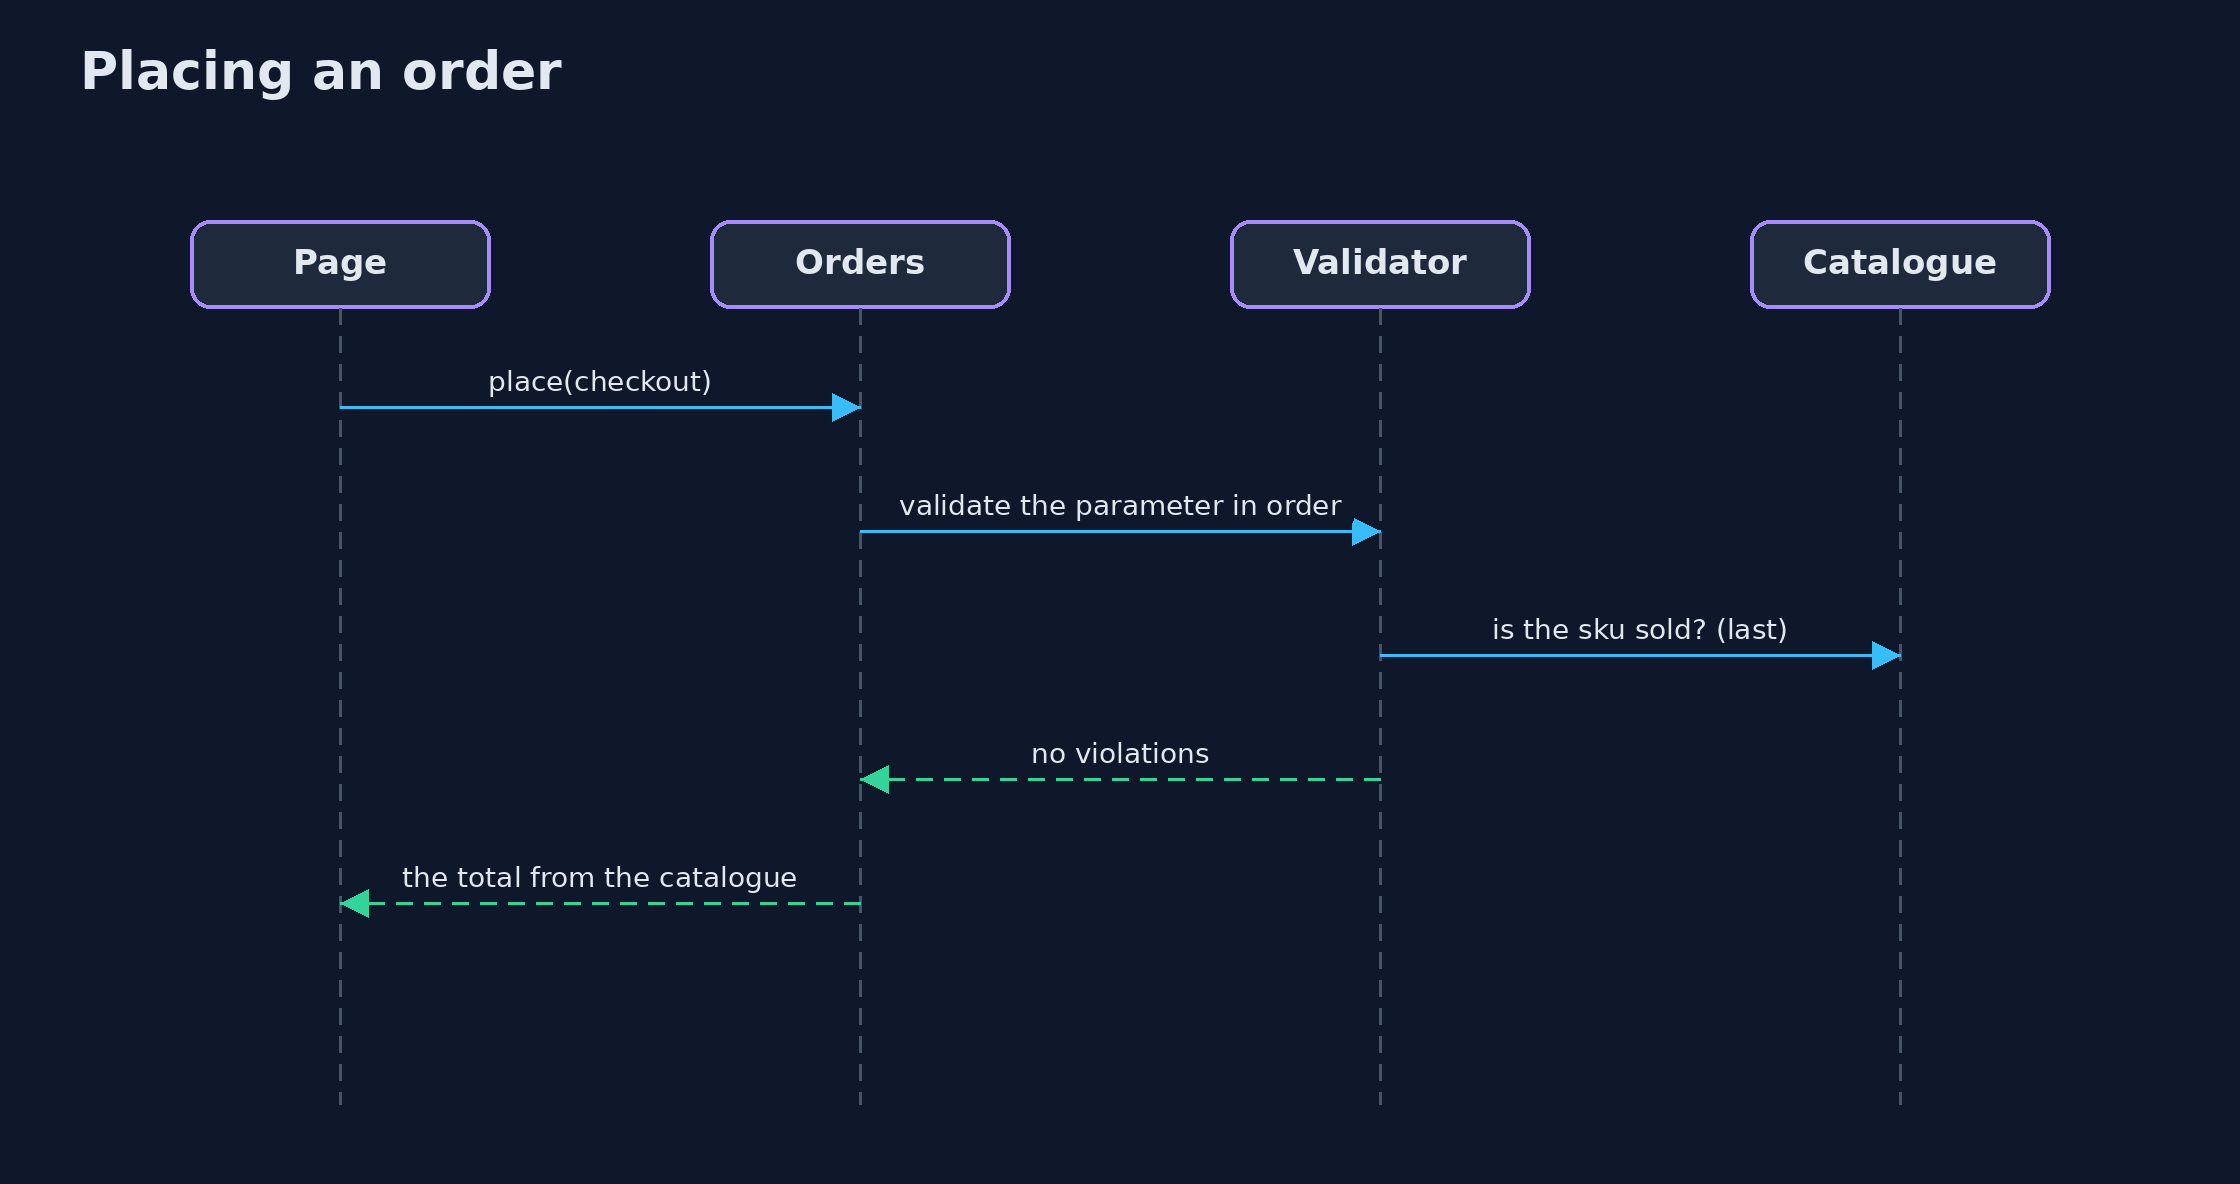 Placing an order
Page
Orders
Validator
Catalogue
place(checkout)
validate the parameter in order
is the sku sold? (last)
no violations
the total from the catalogue